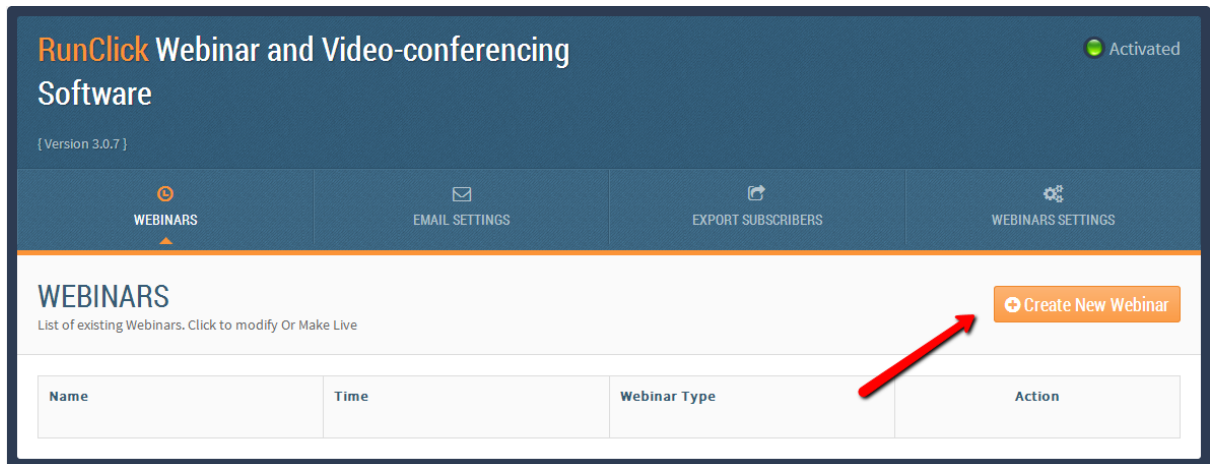 RunClick Webinar and Video-conferencing
Software
Activated
{ Version 3.0.7 }
WEBINARS
EMAIL SETTINGS
EXPORT SUBSCRIBERS
WEBINARS SETTINGS
WEBINARS
List of existing Webinars. Click to modify Or Make Live
Create New Webinar
Name
Time
Webinar Type
Action